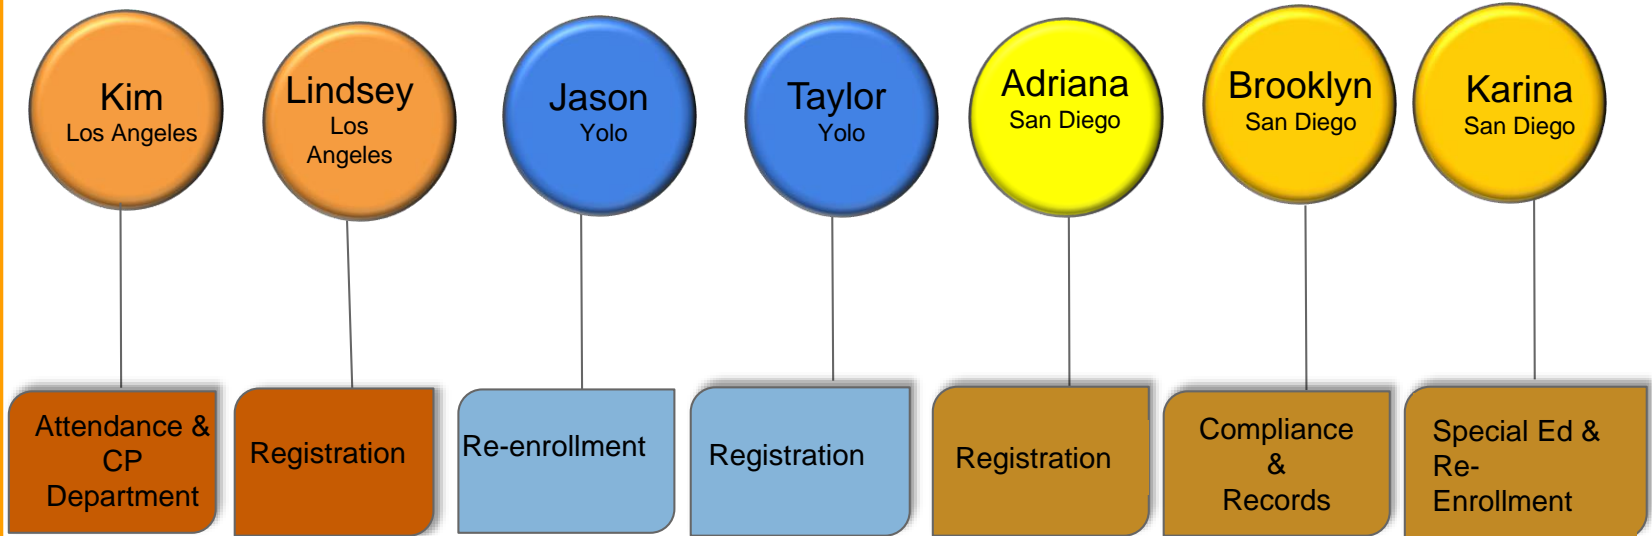 Kim
Los Angeles
Lindsey
Los
Angeles
Jason
Yolo
Taylor
Yolo
Adriana
San Diego
Brooklyn
San Diego
Karina
San Diego
Attendance &
CP
Department
Registration
Re-enrollment
Registration
Registration
Compliance
&
Records
Special Ed &
Re-
Enrollment